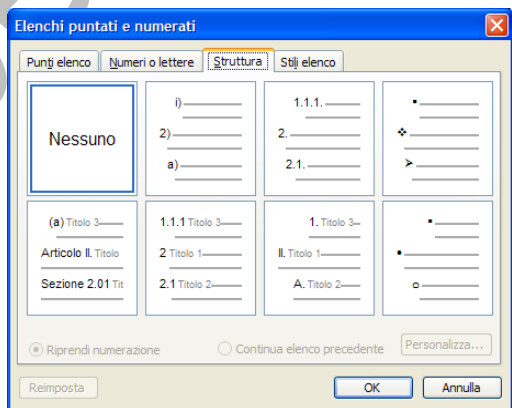 Elenchi puntati e numerati
Punti elenco Numeri o lettere Struttura Stili elenco
Nessuno
i)
2)
a)
1.1.1.
2.
2.1.
(a) Titolo 3
Articolo II. Titolo
Sezione 2.01 Tit
1.1.1 Titolo 3
2 Titolo 1
2.1 Titolo 2
1. Titolo 3
II. Titolo 1
A. Titolo 2
Riprendi numerazione Continua elenco precedente Personalizza...
Reimposta OK Annulla